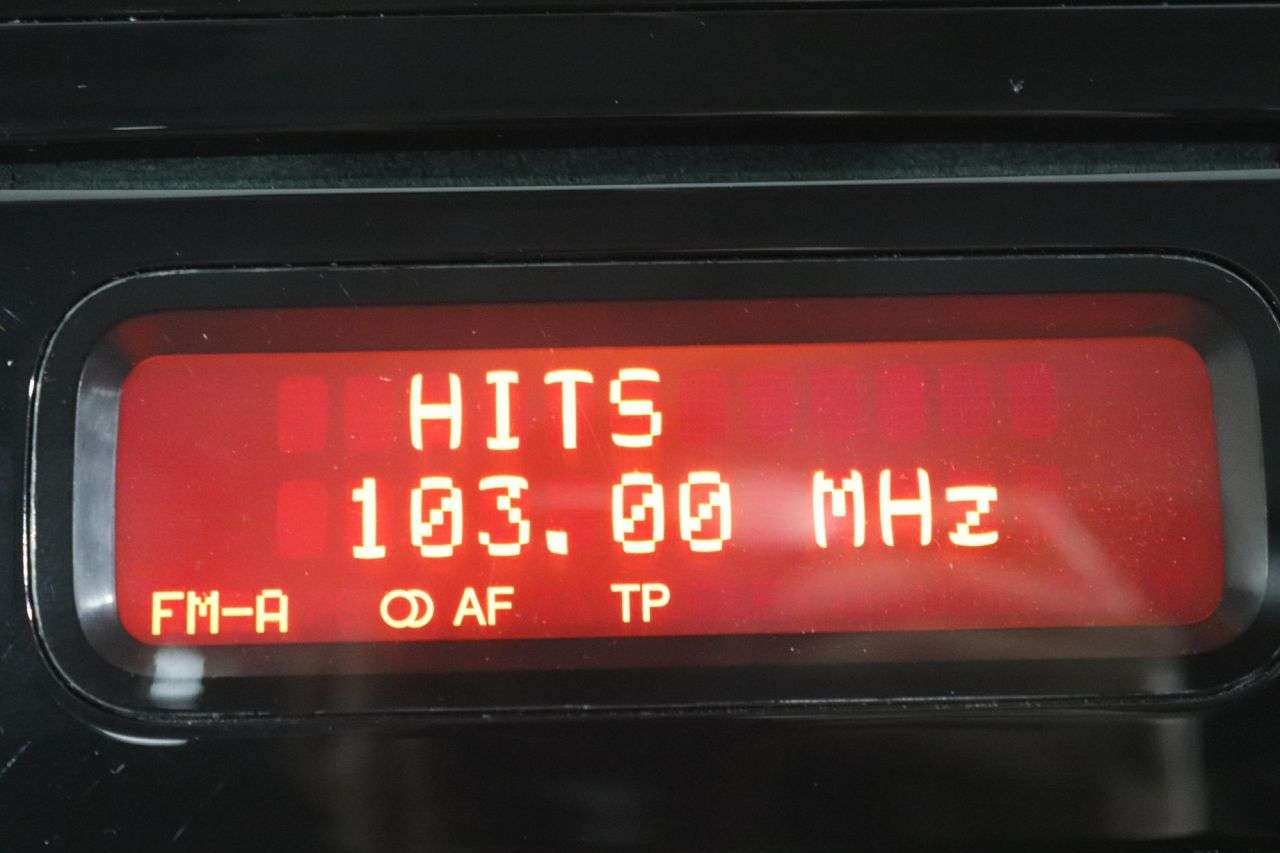 HITS
103.00 MHz
FM-A AF TP